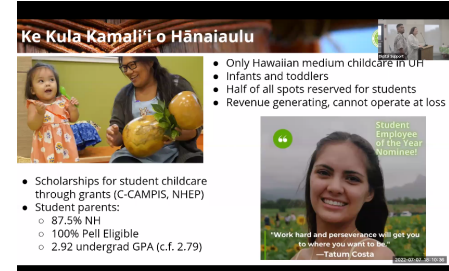 Ke Kula Kamaliʻi o Hānaiaulu
Digital Support
● Only Hawaiian medium childcare in UH
● Infants and toddlers
● Half of all spots reserved for students
● Revenue generating, cannot operate at loss
Student
Employee
of the Year
Nominee!
● Scholarships for student childcare
through grants (C-CAMPIS, NHEP)
● Student parents:
○ 87.5% NH
○ 100% Pell Eligible
○ 2.92 undergrad GPA (c.f. 2.79)
"Work hard and perseverance will get you
to where you want to be."
—Tatum Costa